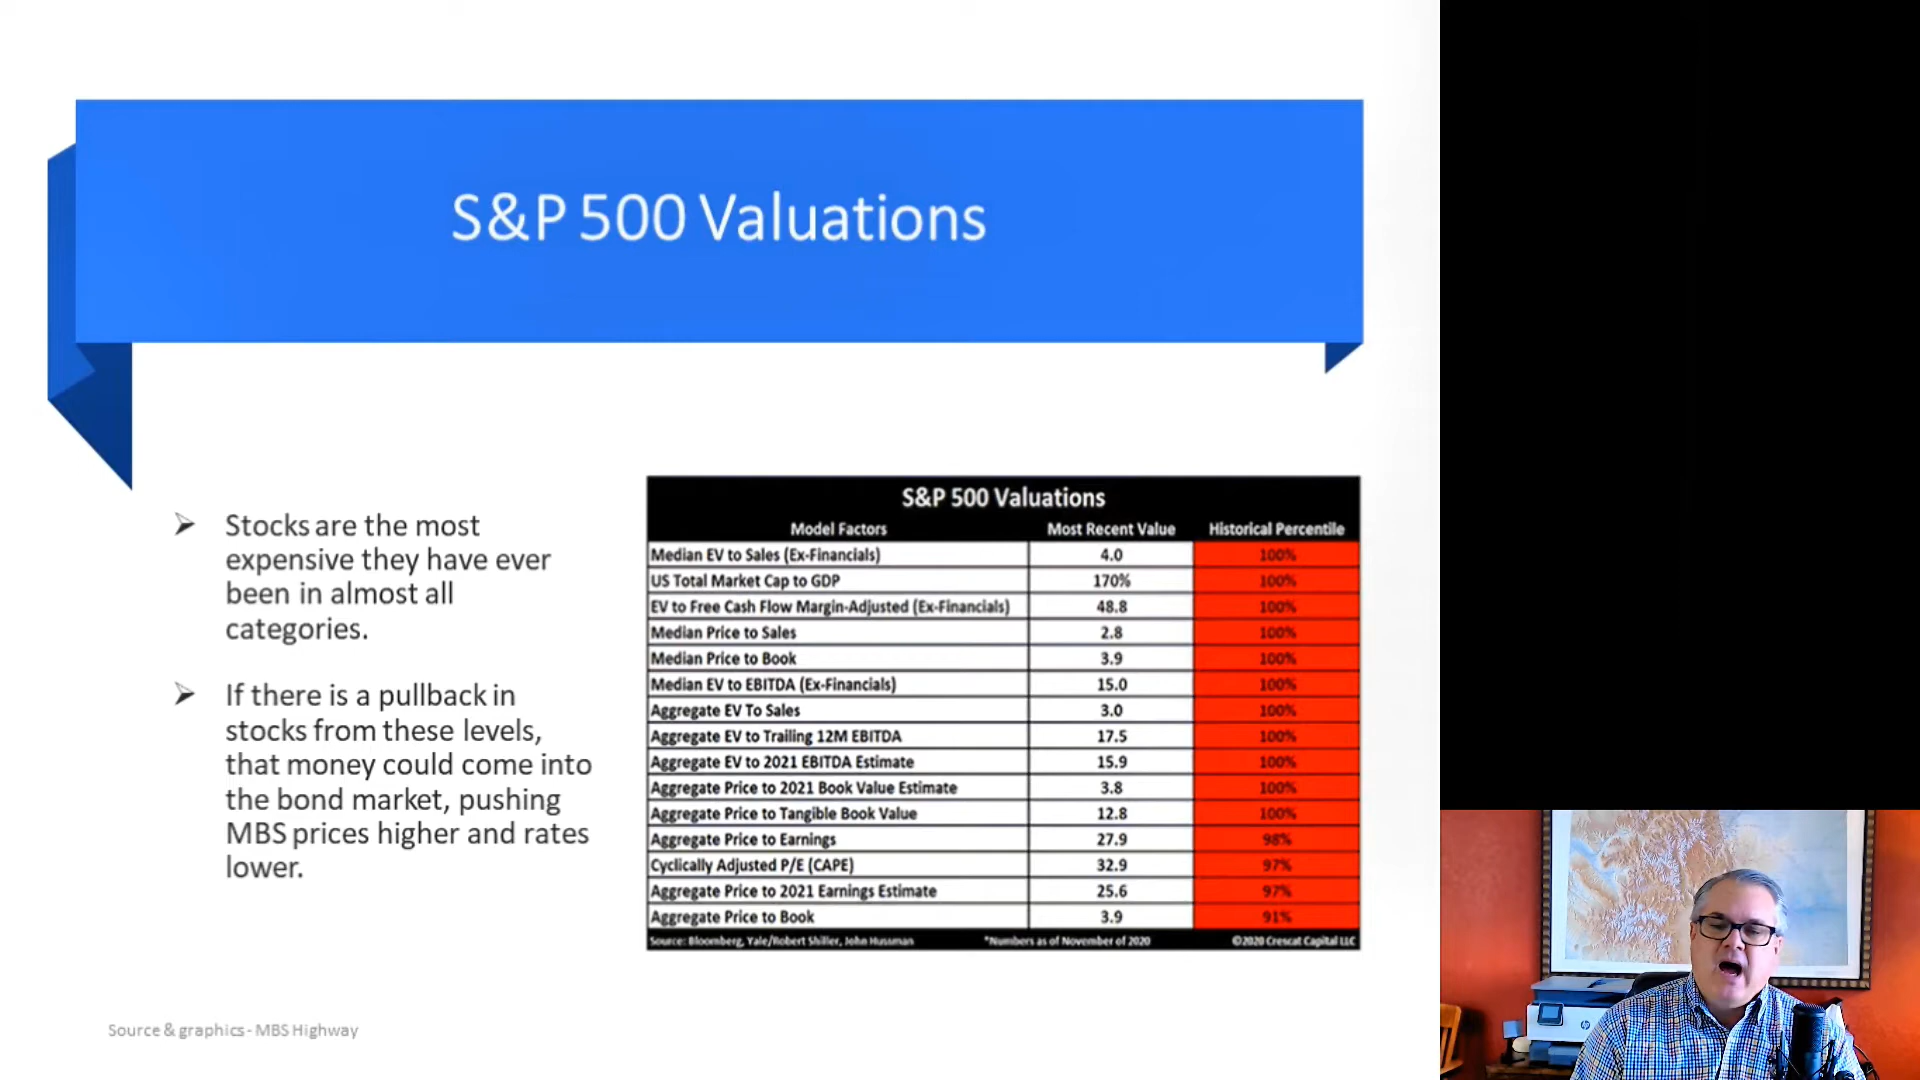 S&P 500 Valuations
Stocks are the most
expensive they have ever
been in almost all
categories.
If there is a pullback in
stocks from these levels,
that money could come into
the bond market, pushing
MBS prices higher and rates
lower.
S&P 500 Valuations
Model Factors Most Recent Value Historical Percentile
Median EV to Sales (Ex-Financials) 4.0 100%
US Total Market Cap to GDP 170% 100%
EV to Free Cash Flow Margin-Adjusted (Ex-Financials) 48.8 100%
Median Price to Sales 2.8 100%
Median Price to Book 3.9 100%
Median EV to EBITDA (Ex-Financials) 15.0 100%
Aggregate EV To Sales 3.0 100%
Aggregate EV to Trailing 12M EBITDA 17.5 100%
Aggregate EV to 2021 EBITDA Estimate 15.9 100%
Aggregate Price to 2021 Book Value Estimate 3.8 100%
Aggregate Price to Tangible Book Value 12.8 100%
Aggregate Price to Earnings 27.9 98%
Cyclically Adjusted P/E (CAPE) 32.9 97%
Aggregate Price to 2021 Earnings Estimate 25.6 97%
Aggregate Price to Book 3.9 91%
Source: Bloomberg, Yale/Robert Shiller, John Hussman *Numbers as of November of 2020 ©2020 Crescat Capital LLC
Source & graphics - MBS Highway
hp